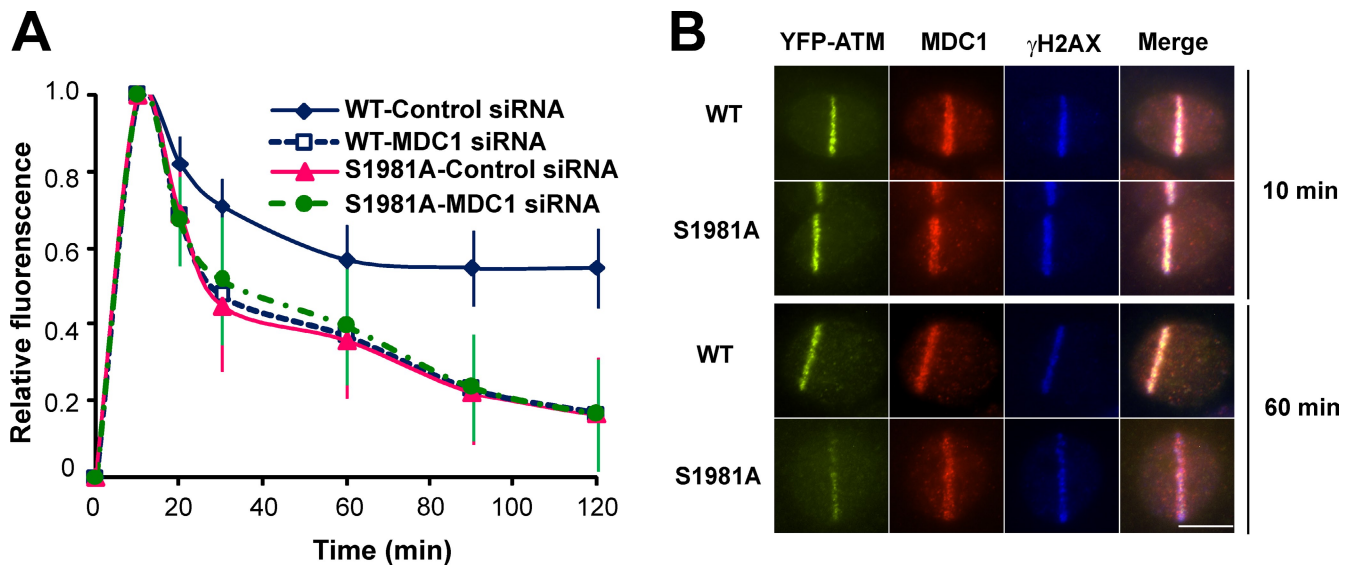 A
Relative fluorescence
1.0
0.8
0.6
0.4
0.2
0
0 20 40 60 80 100 120
Time (min)
WT-Control siRNA
WT-MDC1 siRNA
S1981A-Control siRNA
S1981A-MDC1 siRNA
B
YFP-ATM MDC1 γH2AX Merge
WT
S1981A
10 min
WT
S1981A
60 min